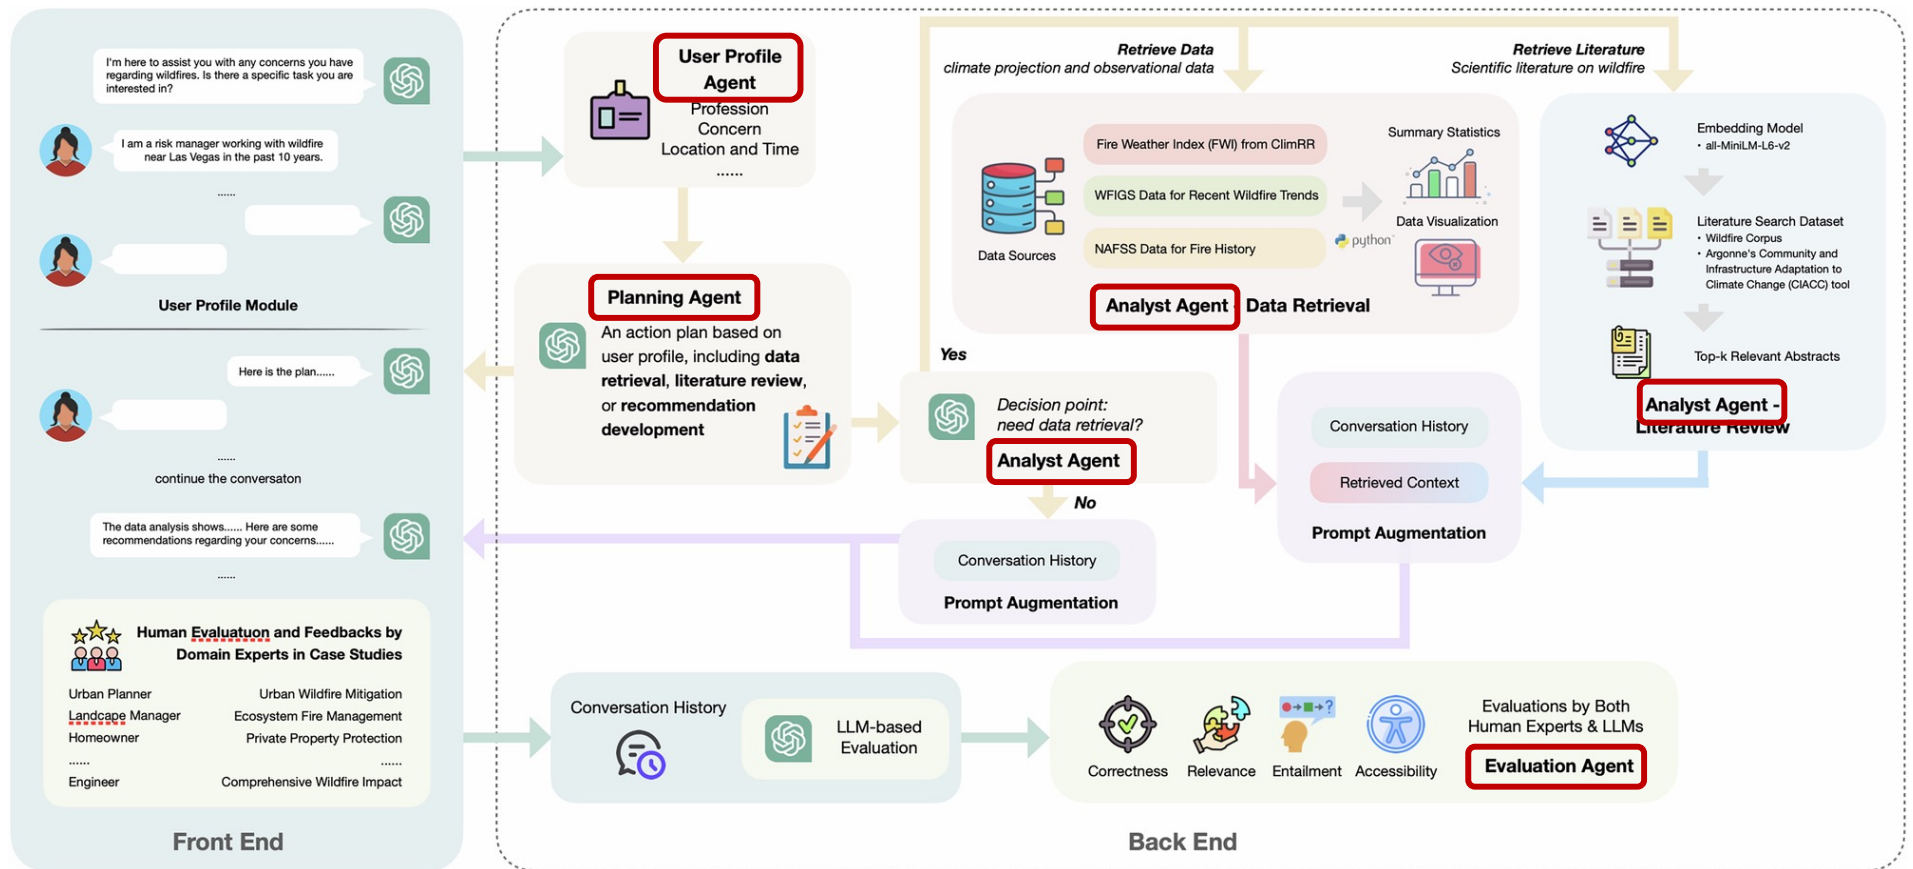 I'm here to assist you with any concerns you have
regarding wildfires. Is there a specific task you are
interested in?
I am a risk manager working with wildfire
near Las Vegas in the past 10 years.
......
User Profile Module
Here is the plan......
......
continue the conversaton
The data analysis shows...... Here are some
recommendations regarding your concerns......
......
Human Evaluatuon and Feedbacks by
Domain Experts in Case Studies
Urban Planner Urban Wildfire Mitigation
Landcape Manager Ecosystem Fire Management
Homeowner Private Property Protection
...... ......
Engineer Comprehensive Wildfire Impact
Front End
User Profile
Agent
Profession
Concern
Location and Time
......
Planning Agent
An action plan based on
user profile, including data
retrieval, literature review,
or recommendation
development
Retrieve Data
climate projection and observational data
Retrieve Literature
Scientific literature on wildfire
Data Sources
Fire Weather Index (FWI) from ClimRR
WFIGS Data for Recent Wildfire Trends
NAFSS Data for Fire History
python
Summary Statistics
Data Visualization
Analyst Agent - Data Retrieval
Embedding Model
• all-MiniLM-L6-v2
Literature Search Dataset
• Wildfire Corpus
• Argonne's Community and
Infrastructure Adaptation to
Climate Change (CIACC) tool
Top-k Relevant Abstracts
Analyst Agent -
Literature Review
Yes
Decision point:
need data retrieval?
Analyst Agent
No
Conversation History
Prompt Augmentation
Conversation History
Retrieved Context
Prompt Augmentation
Conversation History
LLM-based
Evaluation
Correctness
Relevance
Entailment
Accessibility
Evaluations by Both
Human Experts & LLMs
Evaluation Agent
Back End